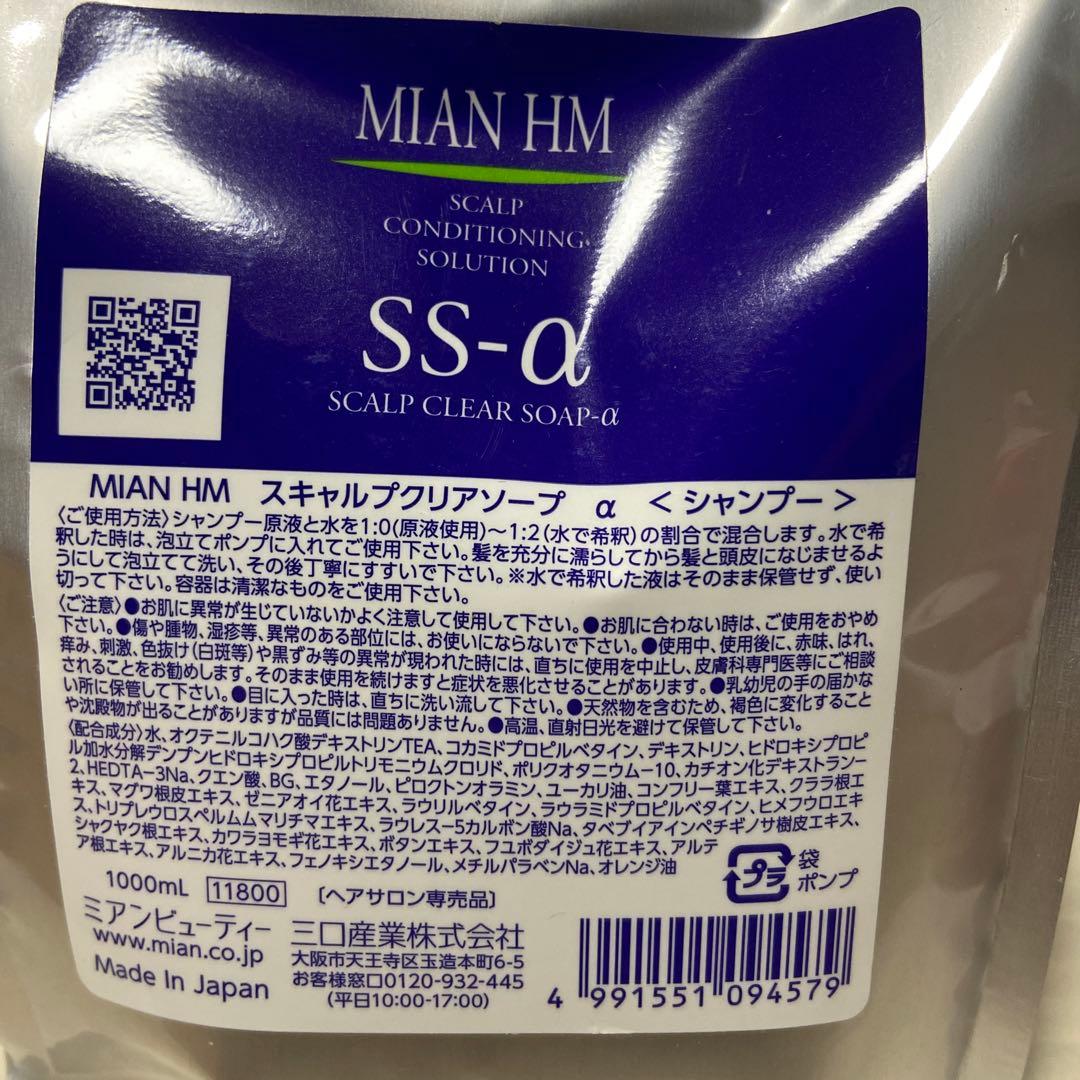 MIAN HM
SCALP
CONDITIONING
SOLUTION
SS-α
SCALP CLEAR SOAP-α
MIAN HM スキャルプクリアソープ α <シャンプー>
〈ご使用方法〉シャンプー原液と水を1:0(原液使用)～1:2(水で希釈)の割合で混合します。水で希
釈した時は、泡立てポンプに入れてご使用下さい。髪を充分に濡らしてから髪と頭皮になじませるよ
うにして泡立てて洗い、その後丁寧にすすいで下さい。※水で希釈した液はそのまま保管せず、使い
切って下さい。容器は清潔なものをご使用下さい。
〈ご注意〉●お肌に異常が生じていないかよく注意して使用して下さい。●お肌に合わない時は、ご使用をおやめ
下さい。●傷や腫物、湿疹等、異常のある部位には、お使いにならないで下さい。●使用中、使用後に、赤味、はれ、
痒み、刺激、色抜け(白斑等)や黒ずみ等の異常が現われた時には、直ちに使用を中止し、皮膚科専門医等にご相談
されることをお勧めします。そのまま使用を続けますと症状を悪化させることがあります。●乳幼児の手の届かな
い所に保管して下さい。●目に入った時は、直ちに洗い流して下さい。●天然物を含むため、褐色に変化すること
や沈殿物が出ることがありますが品質には問題ありません。●高温、直射日光を避けて保管して下さい。
〈配合成分〉水、オクテニルコハク酸デキストリンTEA、コカミドプロピルベタイン、デキストリン、ヒドロキシプロピ
ル加水分解デンプンヒドロキシプロピルトリモニウムクロリド、ポリクオタニウム-10、カチオン化デキストラン-
2、HEDTA-3Na、クエン酸、BG、エタノール、ピロクトンオラミン、ユーカリ油、コンフリー葉エキス、クララ根エ
キス、マグワ根皮エキス、ゼニアオイ花エキス、ラウリルベタイン、ラウラミドプロピルベタイン、ヒメフウロエキ
ス、トリプレウロスペルムムマリチマエキス、ラウレス-5カルボン酸Na、タベブイアインペチギノサ樹皮エキス、
シャクヤク根エキス、カワラヨモギ花エキス、ボタンエキス、フユボダイジュ花エキス、アルテ
ア根エキス、アルニカ花エキス、フェノキシエタノール、メチルパラベンNa、オレンジ油
1000mL 11800 〔ヘアサロン専売品〕
プラ
袋
ポンプ
ミアンビューティー
www.mian.co.jp
Made In Japan
三口産業株式会社
大阪市天王寺区玉造本町6-5
お客様窓口0120-932-445
(平日10:00-17:00)
4 991551 094579